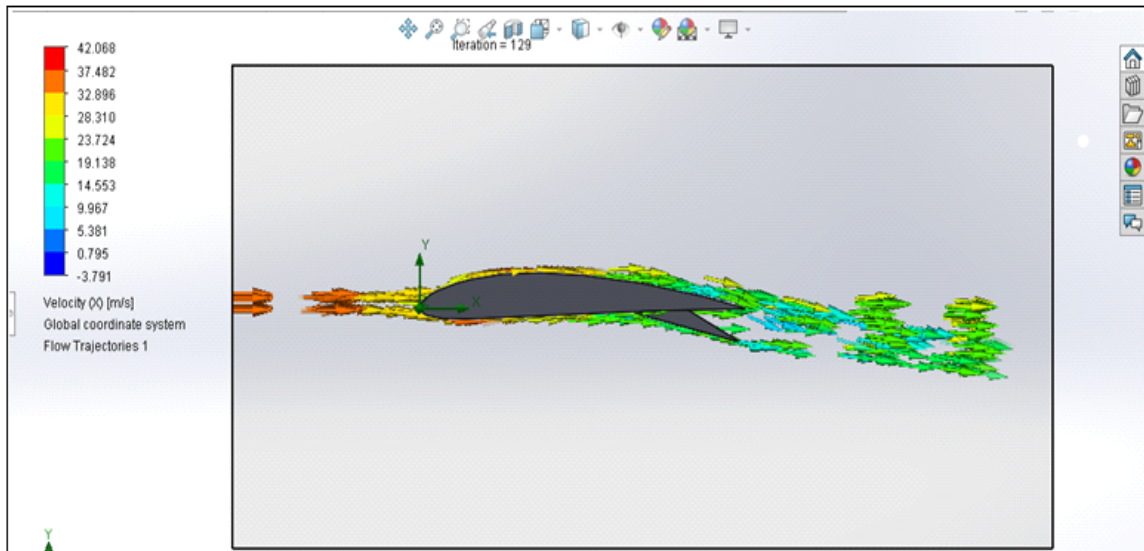 Iteration = 129
42.068
37.482
32.896
28.310
23.724
19.138
14.553
9.967
5.381
0.795
-3.791
Velocity (X) [m/s]
Global coordinate system
Flow Trajectories 1
Y
X
Y